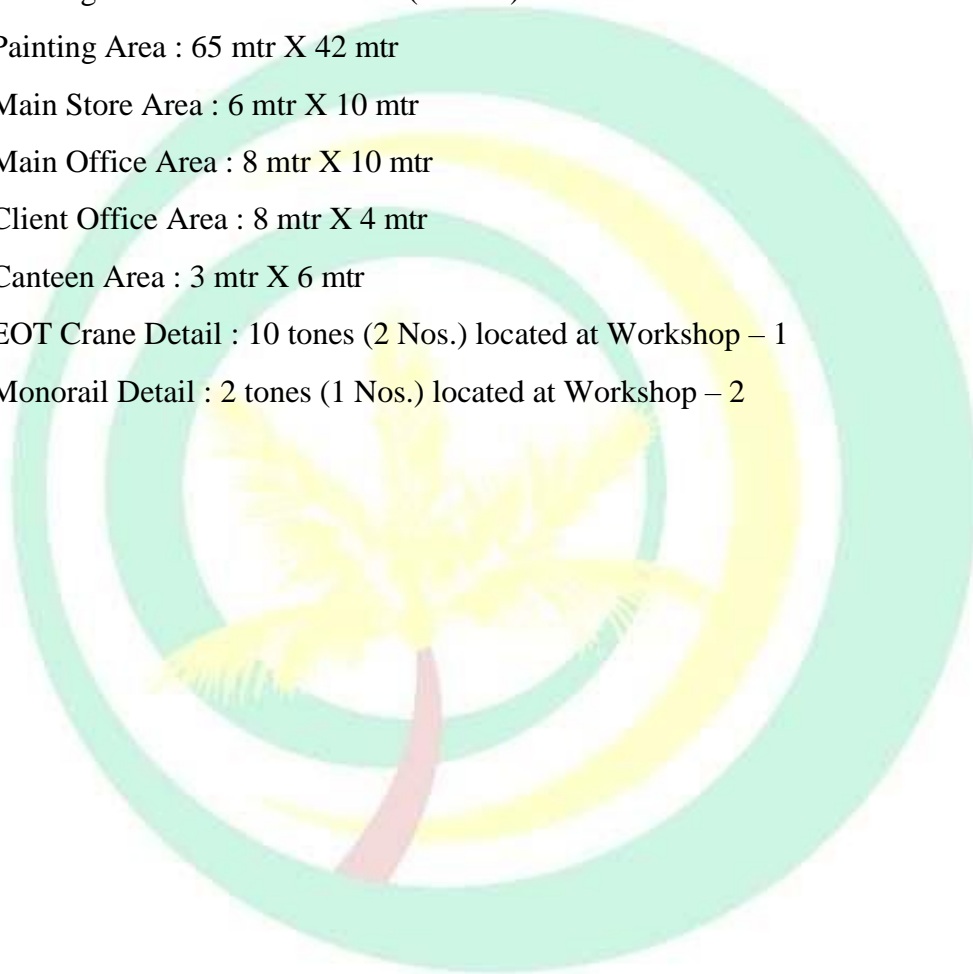 Painting Area : 65 mtr X 42 mtr
Main Store Area : 6 mtr X 10 mtr
Main Office Area : 8 mtr X 10 mtr
Client Office Area : 8 mtr X 4 mtr
Canteen Area : 3 mtr X 6 mtr
EOT Crane Detail : 10 tones (2 Nos.) located at Workshop – 1
Monorail Detail : 2 tones (1 Nos.) located at Workshop – 2